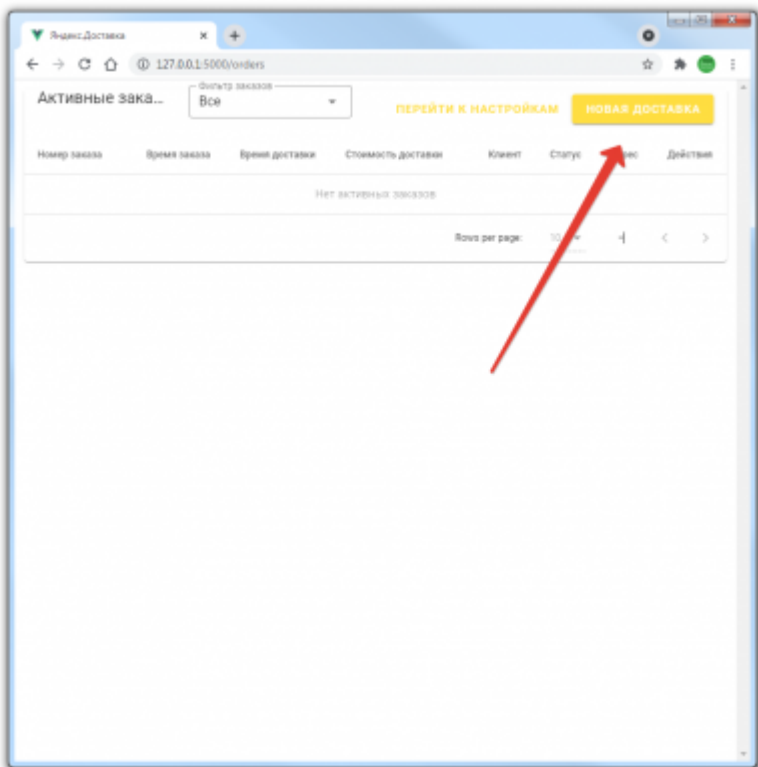 Яндекс.Доставка
127.0.0.1:5000/orders
Активные зака...
Фильтр заказов
Все
ПЕРЕЙТИ К НАСТРОЙКАМ
НОВАЯ ДОСТАВКА
Номер заказа Время заказа Время доставки Стоимость доставки Клиент Статус Действия
Нет активных заказов
Rows per page: 10